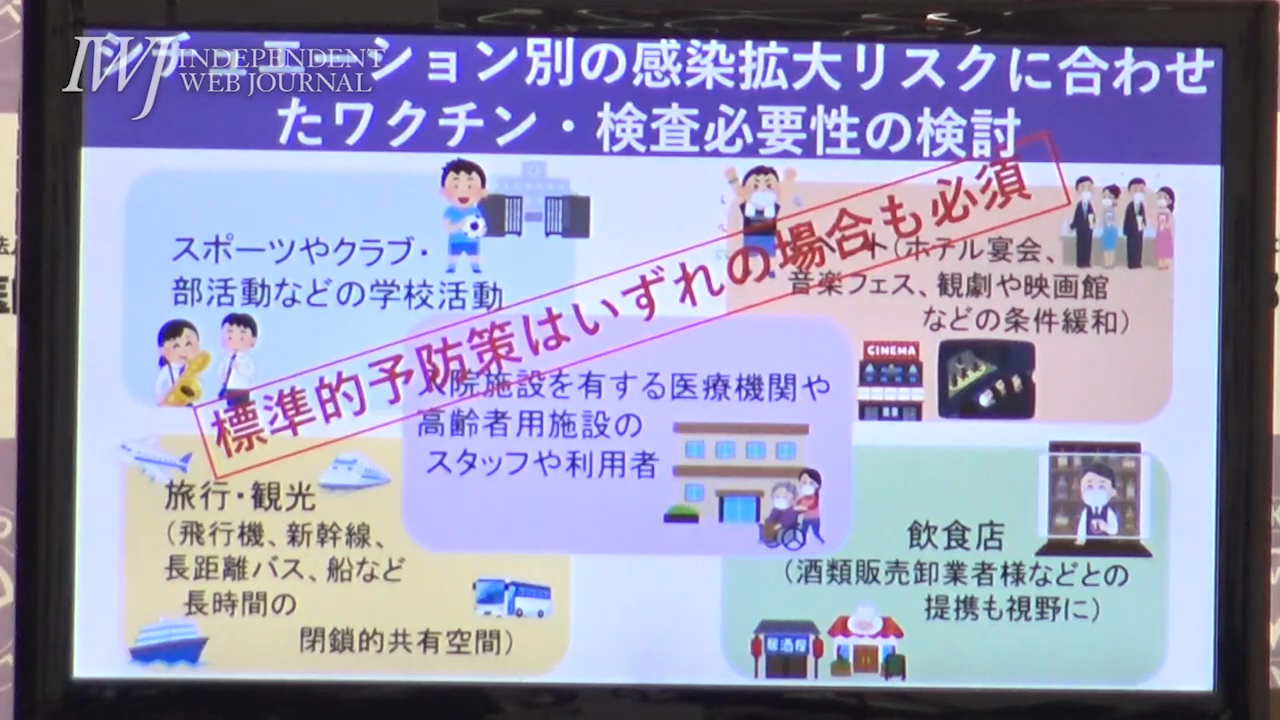 IWJ INDEPENDENT
WEB JOURNAL
ション別の感染拡大リスクに合わせ
たワクチン・検査必要性の検討
スポーツやクラブ・
部活動などの学校活動
ト（ホテル宴会、
音楽フェス、観劇や映画館
などの条件緩和）
標準的予防策はいずれの場合も必須
CINEMA
入院施設を有する医療機関や
高齢者用施設の
スタッフや利用者
旅行・観光
（飛行機、新幹線、
長距離バス、船など
長時間の
閉鎖的共有空間）
飲食店
（酒類販売卸業者様などとの
提携も視野に）
居酒屋